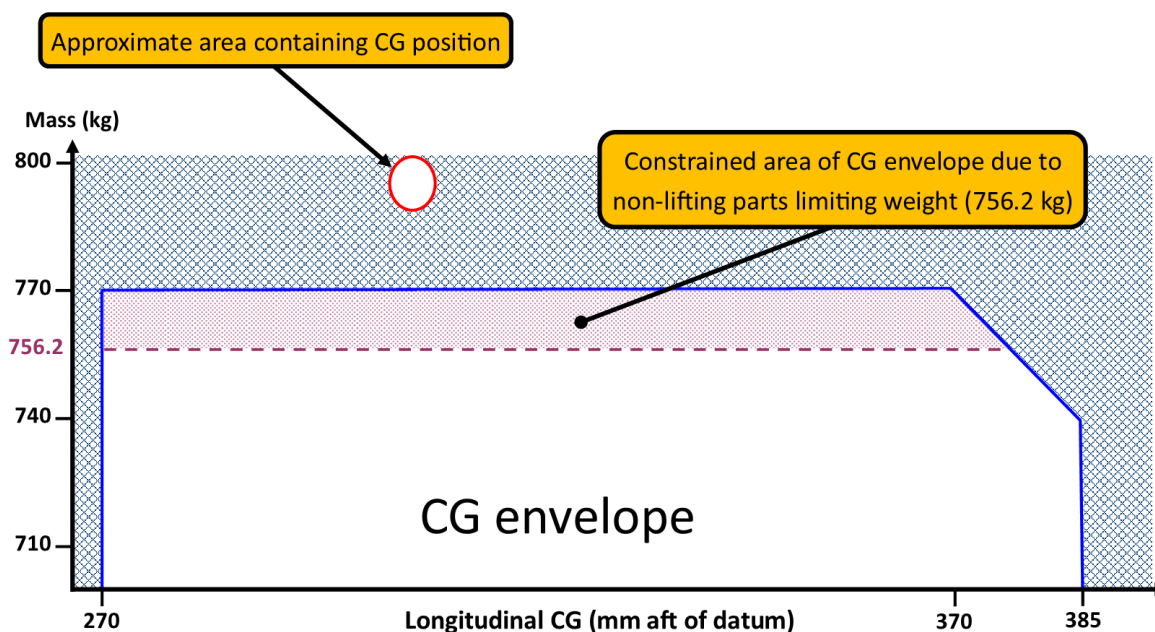 Approximate area containing CG position
Mass (kg)
800
Constrained area of CG envelope due to
non-lifting parts limiting weight (756.2 kg)
770
756.2
740
CG envelope
710
270
Longitudinal CG (mm aft of datum)
370
385